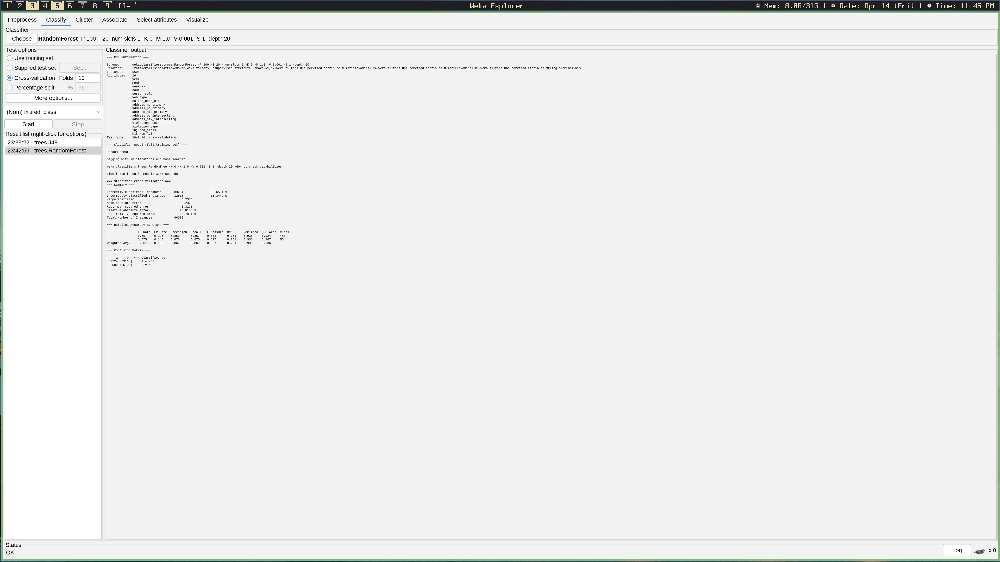 1 2 3 4 5 6 7 8 9 []=
Weka Explorer
Mem: 8.0G/31G | Date: Apr 14 (Fri) | Time: 11:46 PM
Preprocess Classify Cluster Associate Select attributes Visualize
Classifier
Choose RandomForest -P 100 -I 20 -num-slots 1 -K 0 -M 1.0 -V 0.001 -S 1 -depth 20
Test options
Use training set
Supplied test set Set...
Cross-validation Folds 10
Percentage split % 66
More options...
(Nom) injured_class
Start Stop
Result list (right-click for options)
23:39:22 - trees.J48
23:42:59 - trees.RandomForest
Classifier output
=== Run information ===
Scheme: weka.classifiers.trees.RandomForest -P 100 -I 20 -num-slots 1 -K 0 -M 1.0 -V 0.001 -S 1 -depth 20
Relation: TrafficCollisionsAttrsRemoved-weka.filters.unsupervised.attribute.Remove-R1,17-weka.filters.unsupervised.attribute.NumericToNominal-R4-weka.filters.unsupervised.attribute.NumericToNominal-R7-weka.filters.unsupervised.attribute.StringToNominal-R13
Instances: 96052
Attributes: 16
year
month
weekday
hour
person_role
veh_type
police_beat_bin
address_no_primary
address_pd_primary
address_sfx_primary
address_pd_intersecting
address_sfx_intersecting
violation_section
violation_type
injured_class
hit_run_lvl
Test mode: 10-fold cross-validation
=== Classifier model (full training set) ===
RandomForest
Bagging with 20 iterations and base learner
weka.classifiers.trees.RandomTree -K 0 -M 1.0 -V 0.001 -S 1 -depth 20 -do-not-check-capabilities
Time taken to build model: 3.37 seconds
=== Stratified cross-validation ===
=== Summary ===
Correctly Classified Instances 83234 86.6551 %
Incorrectly Classified Instances 12818 13.3449 %
Kappa statistic 0.7313
Mean absolute error 0.2325
Root mean squared error 0.3178
Relative absolute error 46.8185 %
Root relative squared error 63.7831 %
Total Number of Instances 96052
=== Detailed Accuracy By Class ===
TP Rate FP Rate Precision Recall F-Measure MCC ROC Area PRC Area Class
0.857 0.125 0.853 0.857 0.855 0.731 0.938 0.924 YES
0.875 0.143 0.878 0.875 0.877 0.731 0.938 0.947 NO
Weighted Avg. 0.867 0.135 0.867 0.867 0.867 0.731 0.938 0.936
=== Confusion Matrix ===
a b <-- classified as
37724 6316 | a = YES
6502 45510 | b = NO
Status
OK
Log x 0